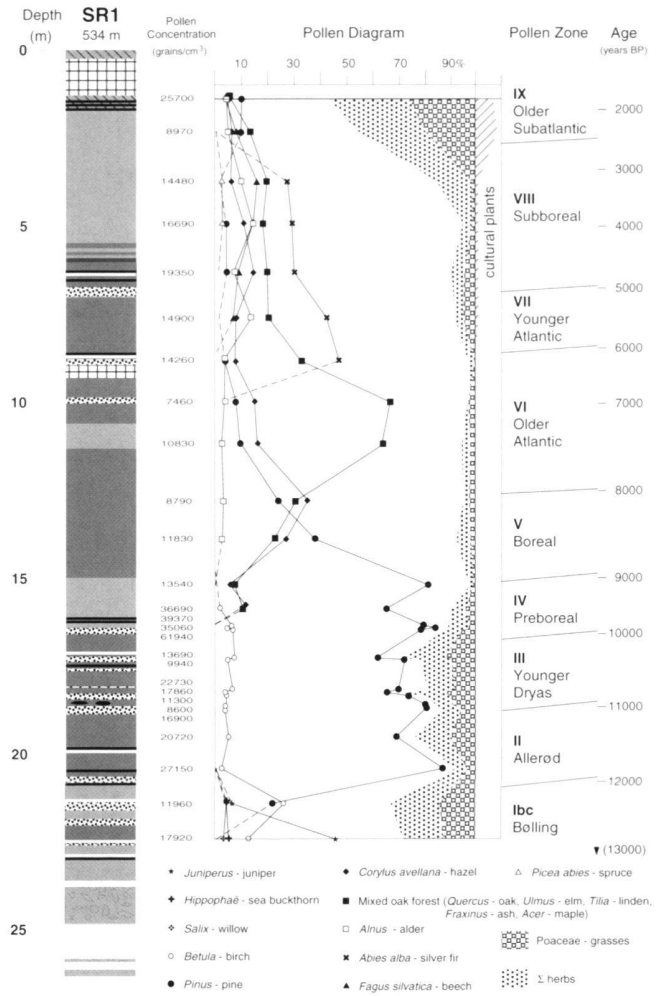 Depth
(m)
SR1
534 m
Pollen
Concentration
(grains/cm³)
Pollen Diagram
Pollen Zone
Age
(years BP)
10 30 50 70 90%
0
5
10
15
20
25
25700
8970
14480
16690
19350
14900
14260
7460
10830
8790
11830
13540
36690
39370
35060
61940
13690
9940
22730
17860
11300
8600
16900
20720
27150
11960
17920
cultural plants
IX
Older
Subatlantic
VIII
Subboreal
VII
Younger
Atlantic
VI
Older
Atlantic
V
Boreal
IV
Preboreal
III
Younger
Dryas
II
Allerød
Ibc
Bølling
2000
3000
4000
5000
6000
7000
8000
9000
10000
11000
12000
(13000)
Juniperus - juniper
Hippophaé - sea buckthorn
Salix - willow
Betula - birch
Pinus - pine
Corylus avellana - hazel
Mixed oak forest (Quercus - oak, Ulmus - elm, Tilia - linden,
Fraxinus - ash, Acer - maple)
Alnus - alder
Abies alba - silver fir
Fagus silvatica - beech
Picea abies - spruce
Poaceae - grasses
Σ herbs